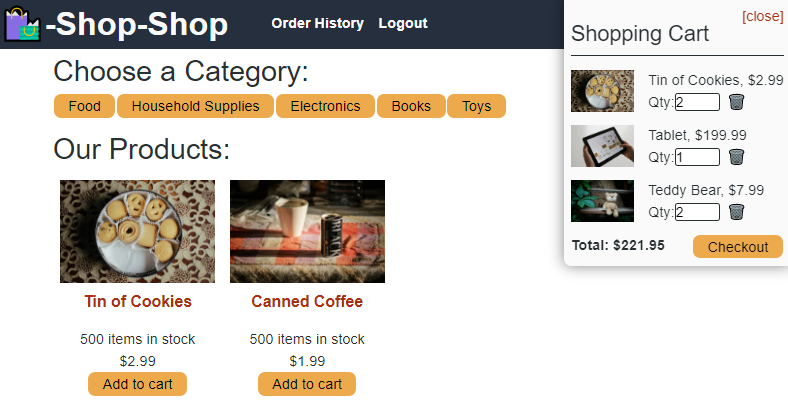 -Shop-Shop
Order History
Logout
Choose a Category:
Food
Household Supplies
Electronics
Books
Toys
Our Products:
Tin of Cookies
500 items in stock
$2.99
Add to cart
Canned Coffee
500 items in stock
$1.99
Add to cart
[close]
Shopping Cart
Tin of Cookies, $2.99
Qty:2
Tablet, $199.99
Qty:1
Teddy Bear, $7.99
Qty:2
Total: $221.95
Checkout